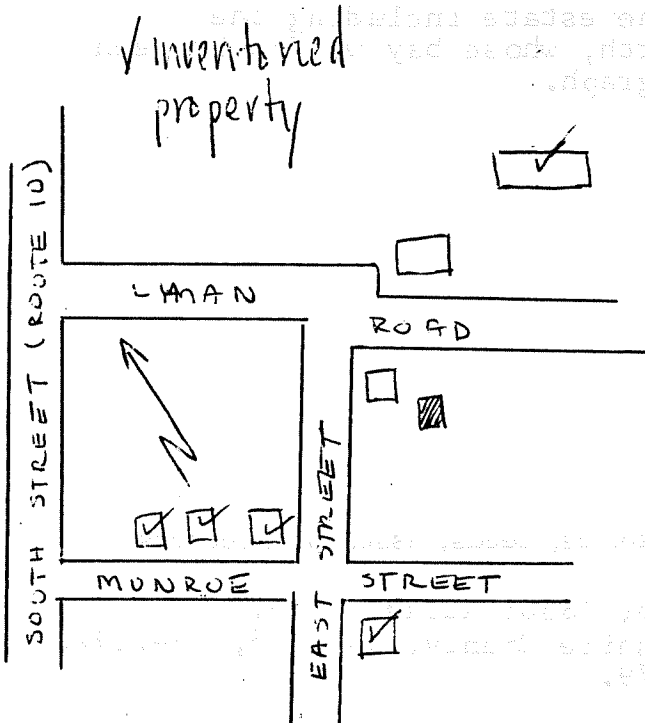 √ inventoried
property
SOUTH STREET (ROUTE 10)
LYMAN
ROAD
EAST STREET
MUNROE STREET